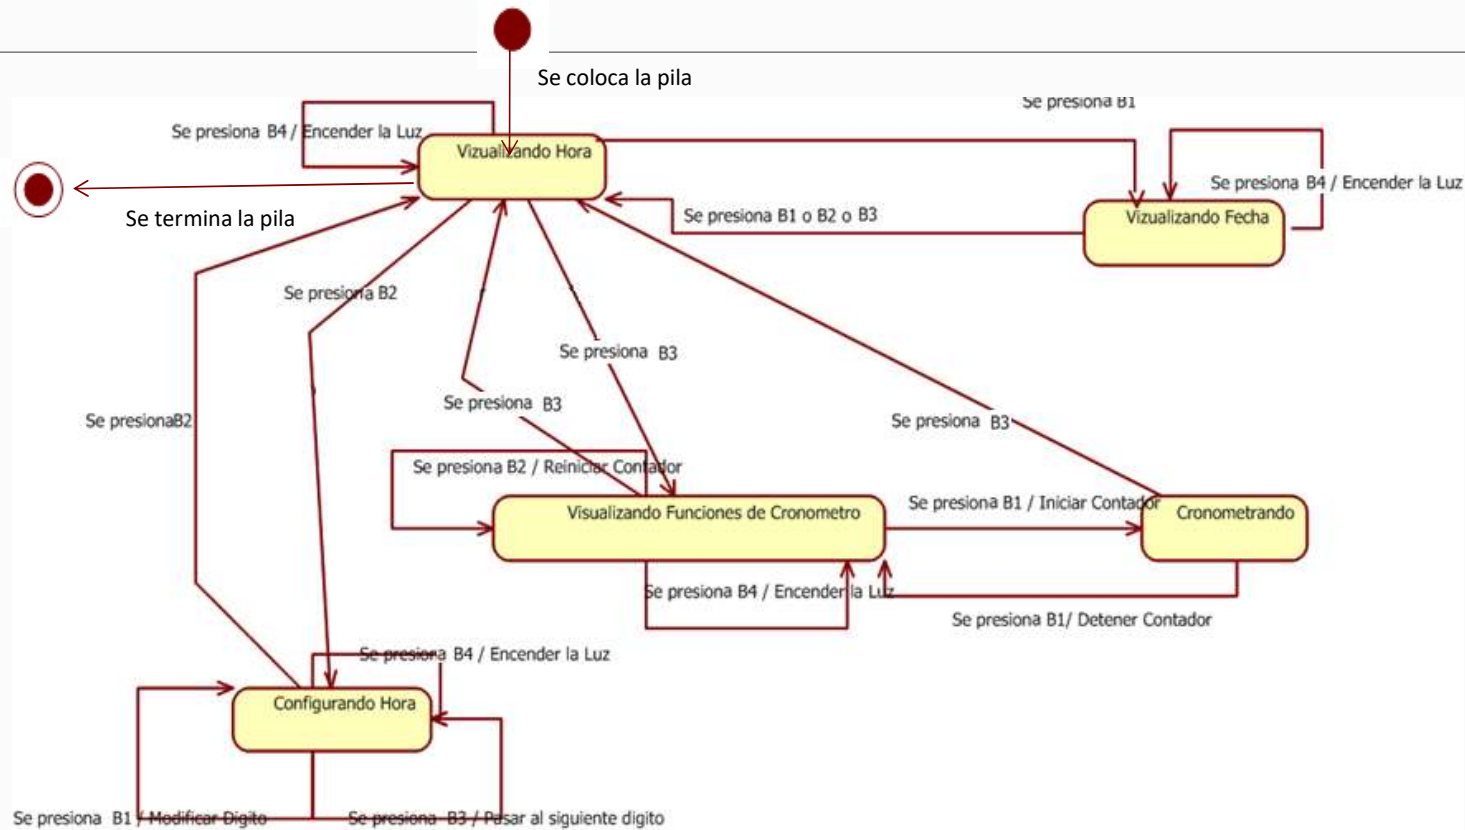 Se coloca la pila
Se presiona B1
Se presiona B4 / Encender la Luz
Vizualizando Hora
Se presiona B4 / Encender la Luz
Se termina la pila
Se presiona B1 o B2 o B3
Vizualizando Fecha
Se presiona B2
Se presiona B3
Se presiona B3
Se presionaB2
Se presiona B3
Se presiona B2 / Reiniciar Contador
Visualizando Funciones de Cronometro
Se presiona B1 / Iniciar Contador
Cronometrando
Se presiona B4 / Encender la Luz
Se presiona B1/ Detener Contador
Se presiona B4 / Encender la Luz
Configurando Hora
Se presiona B1 / Modificar Digito
Se presiona B3 / Pasar al siguiente digito